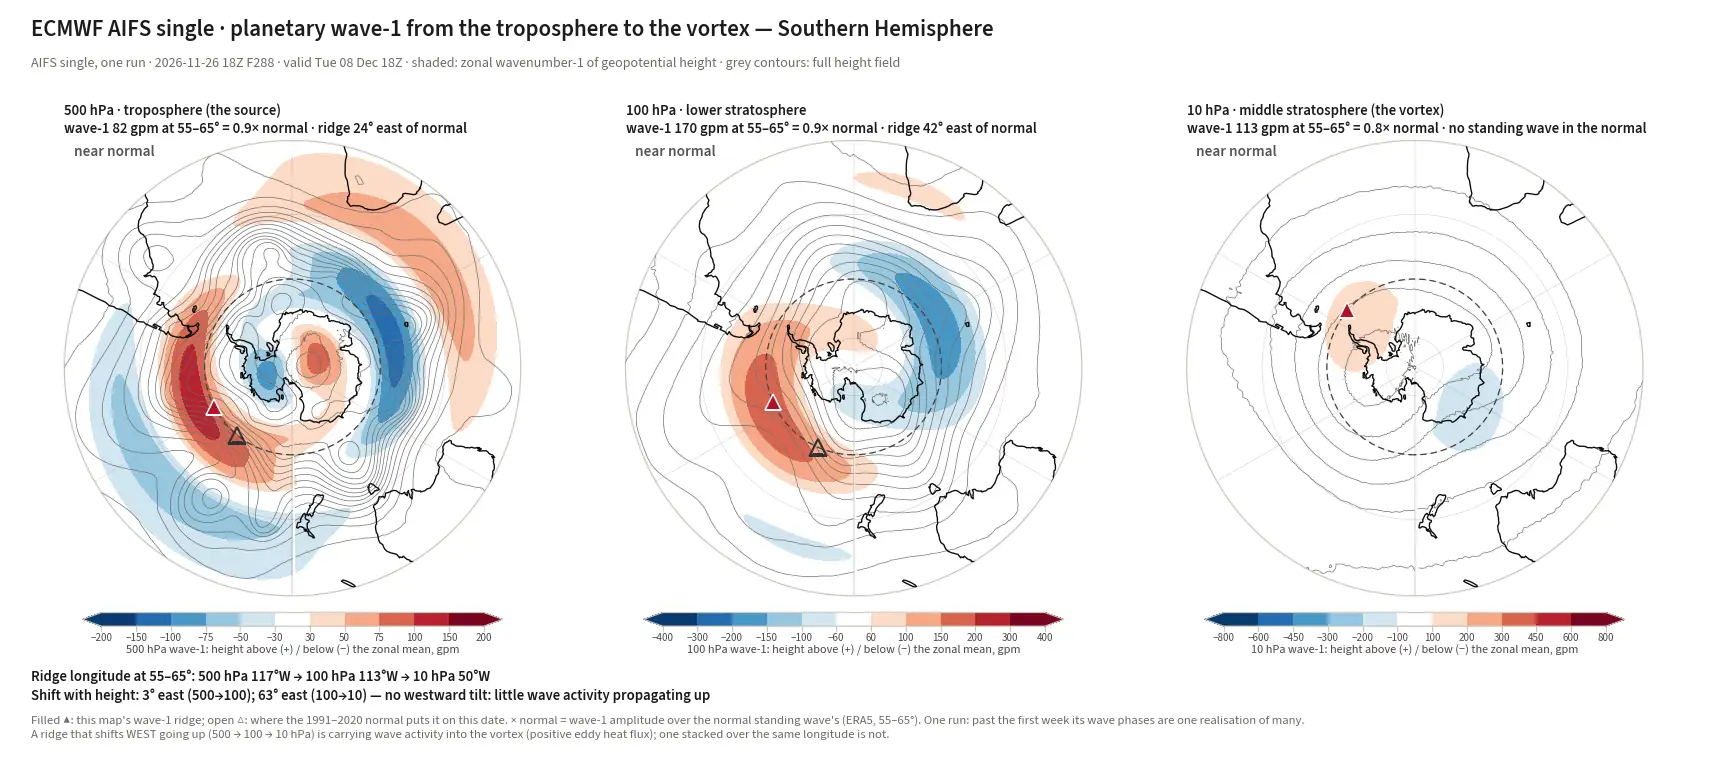 ECMWF AIFS single · planetary wave-1 from the troposphere to the vortex — Southern Hemisphere
AIFS single, one run · 2026-11-26 18Z F288 · valid Tue 08 Dec 18Z · shaded: zonal wavenumber-1 of geopotential height · grey contours: full height field
500 hPa · troposphere (the source)
wave-1 82 gpm at 55–65° = 0.9× normal · ridge 24° east of normal
near normal
100 hPa · lower stratosphere
wave-1 170 gpm at 55–65° = 0.9× normal · ridge 42° east of normal
near normal
10 hPa · middle stratosphere (the vortex)
wave-1 113 gpm at 55–65° = 0.8× normal · no standing wave in the normal
near normal
−200 −150 −100 −75 −50 −30 30 50 75 100 150 200
500 hPa wave-1: height above (+) / below (−) the zonal mean, gpm
−400 −300 −200 −150 −100 −60 60 100 150 200 300 400
100 hPa wave-1: height above (+) / below (−) the zonal mean, gpm
−800 −600 −450 −300 −200 −100 100 200 300 450 600 800
10 hPa wave-1: height above (+) / below (−) the zonal mean, gpm
Ridge longitude at 55–65°: 500 hPa 117°W → 100 hPa 113°W → 10 hPa 50°W
Shift with height: 3° east (500→100); 63° east (100→10) — no westward tilt: little wave activity propagating up
Filled ▲: this map's wave-1 ridge; open △: where the 1991–2020 normal puts it on this date. × normal = wave-1 amplitude over the normal standing wave's (ERA5, 55–65°). One run: past the first week its wave phases are one realisation of many.
A ridge that shifts WEST going up (500 → 100 → 10 hPa) is carrying wave activity into the vortex (positive eddy heat flux); one stacked over the same longitude is not.